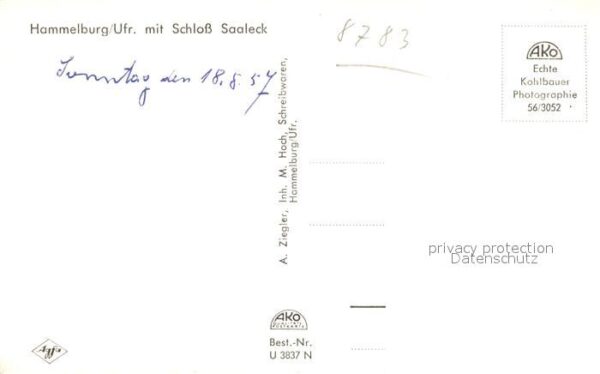 Hammelburg/Ufr. mit Schloß Saaleck
Sonntag den 18.8.57
A. Ziegler, Inh. M. Hoch, Schreibwaren,
Hammelburg/Ufr.
8783
AKO
Echte
Kohlbauer
Photographie
56/3052
privacy protection
Datenschutz
AKO
Best.-Nr.
U 3837 N
Agfa